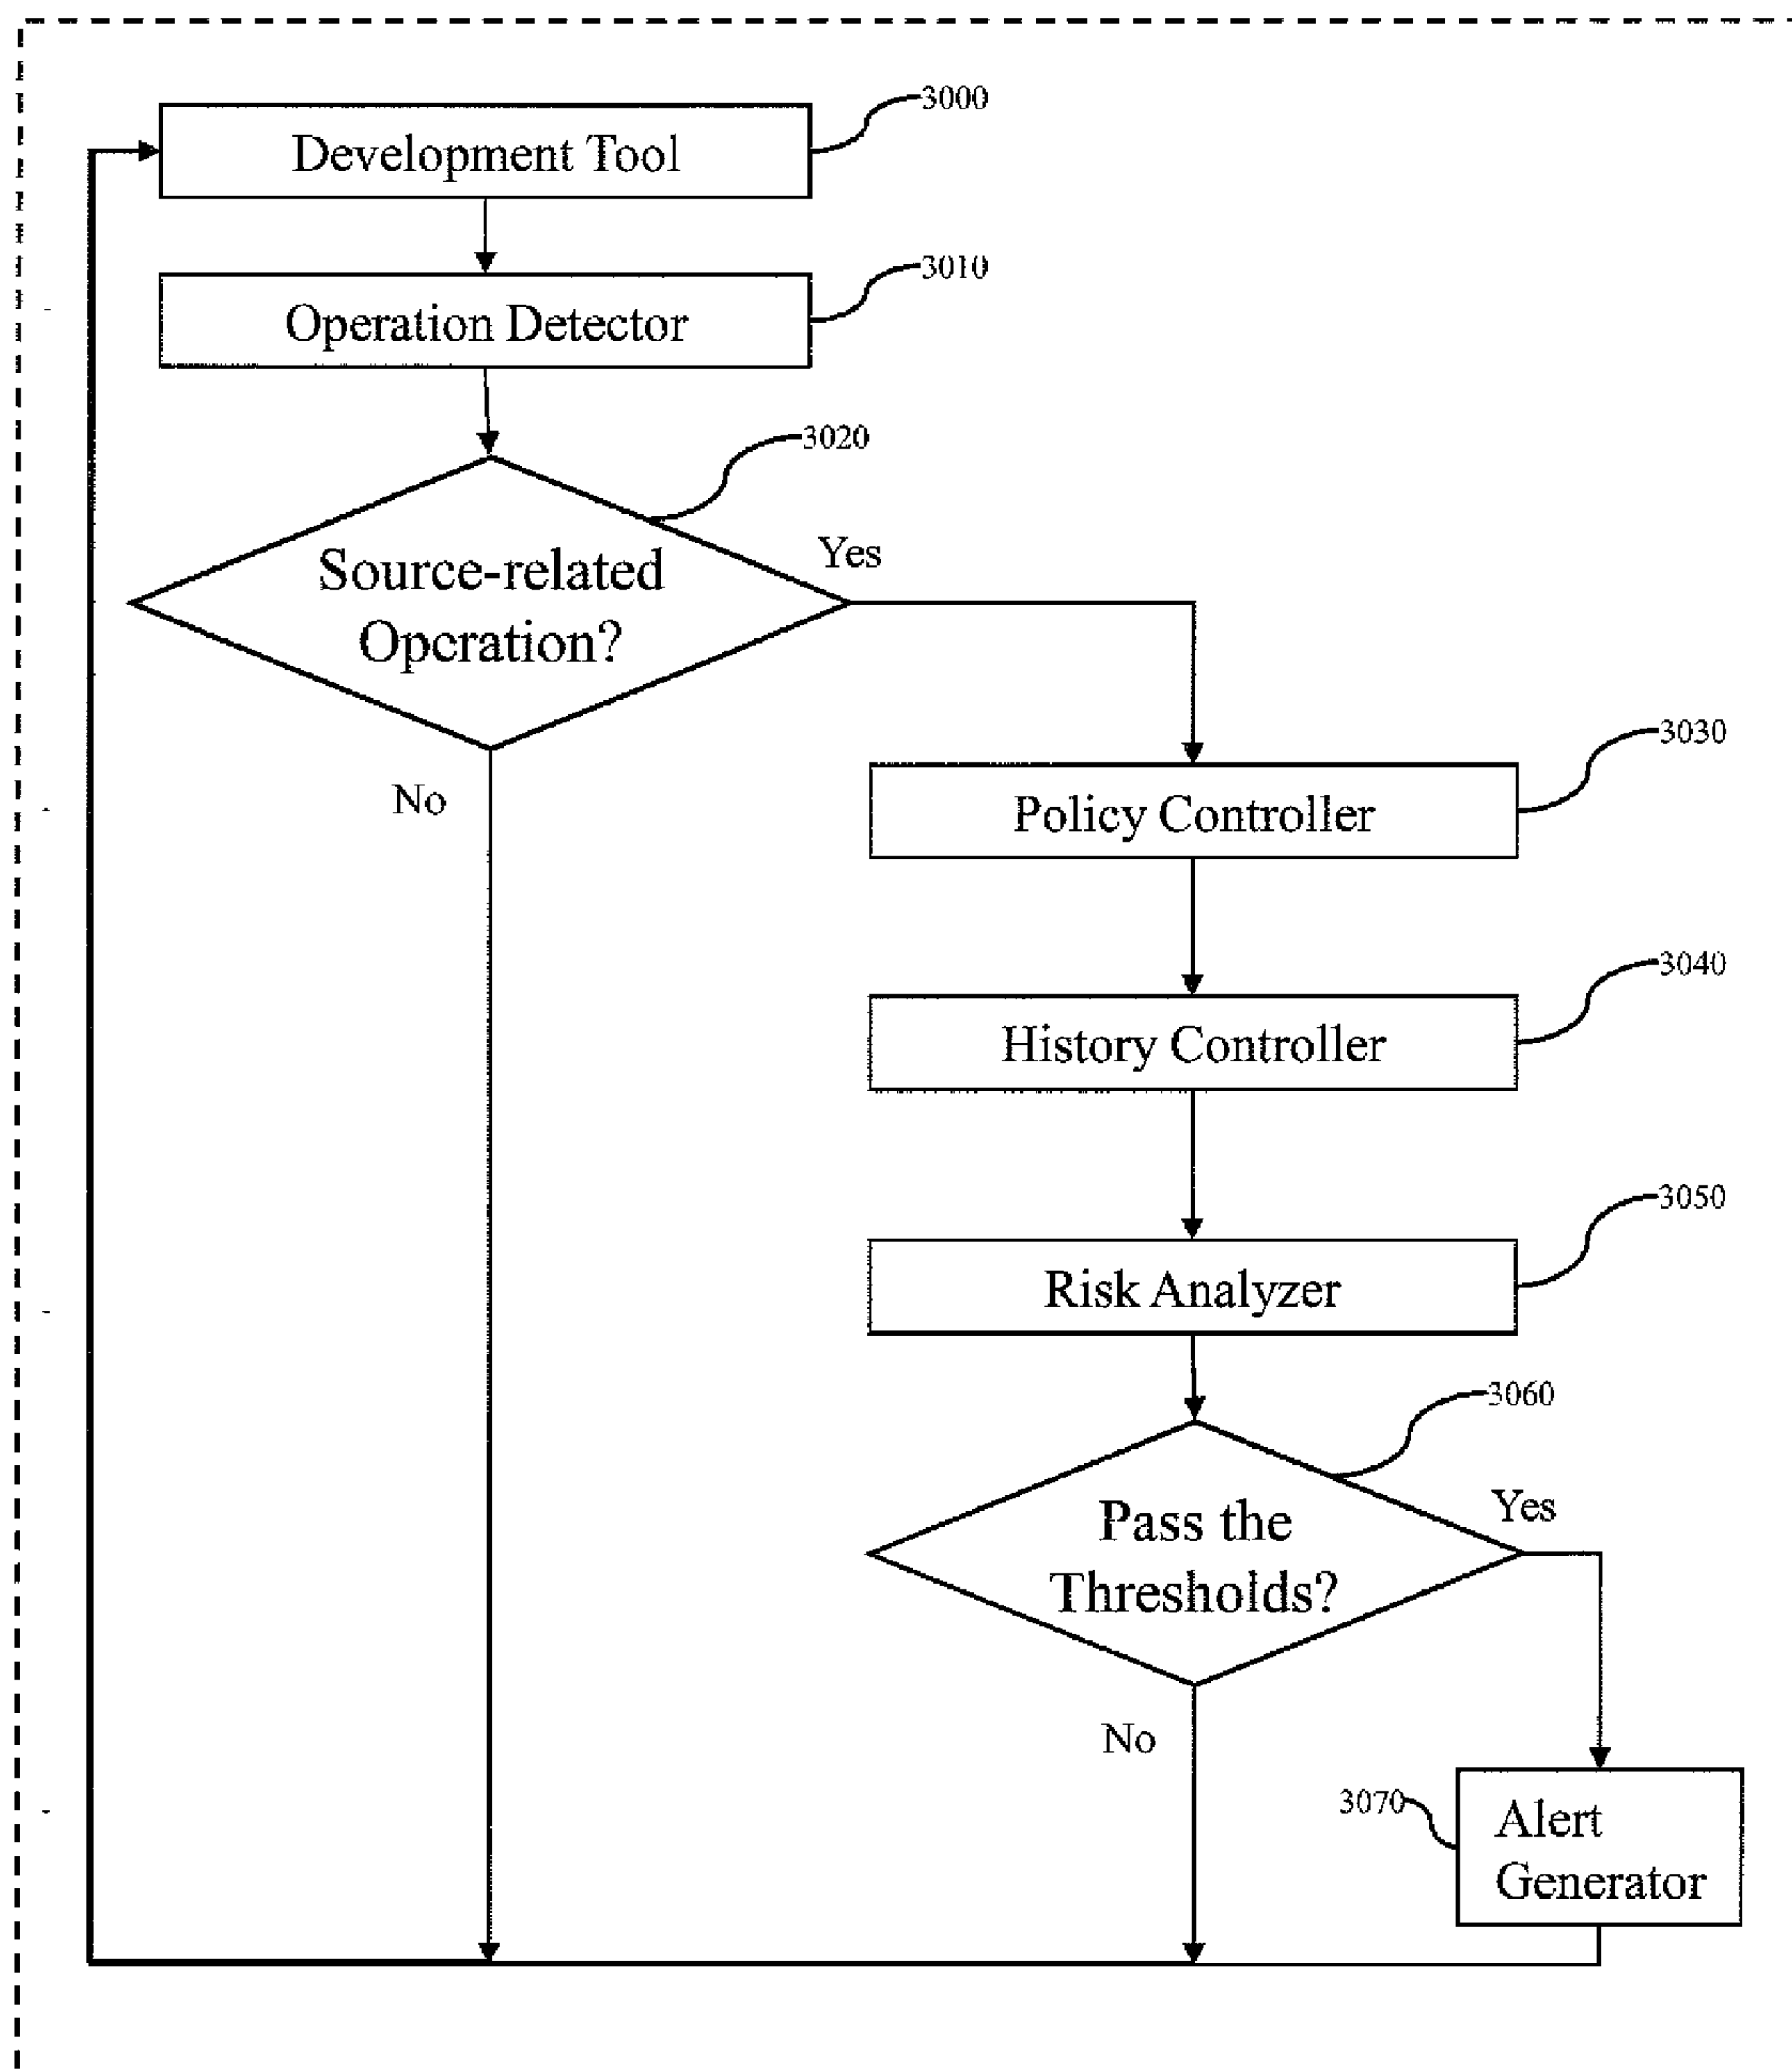 3000
Development Tool
3010
Operation Detector
3020
Source-related
Operation?
Yes
No
3030
Policy Controller
3040
History Controller
3050
Risk Analyzer
3060
Pass the
Thresholds?
Yes
No
3070
Alert
Generator